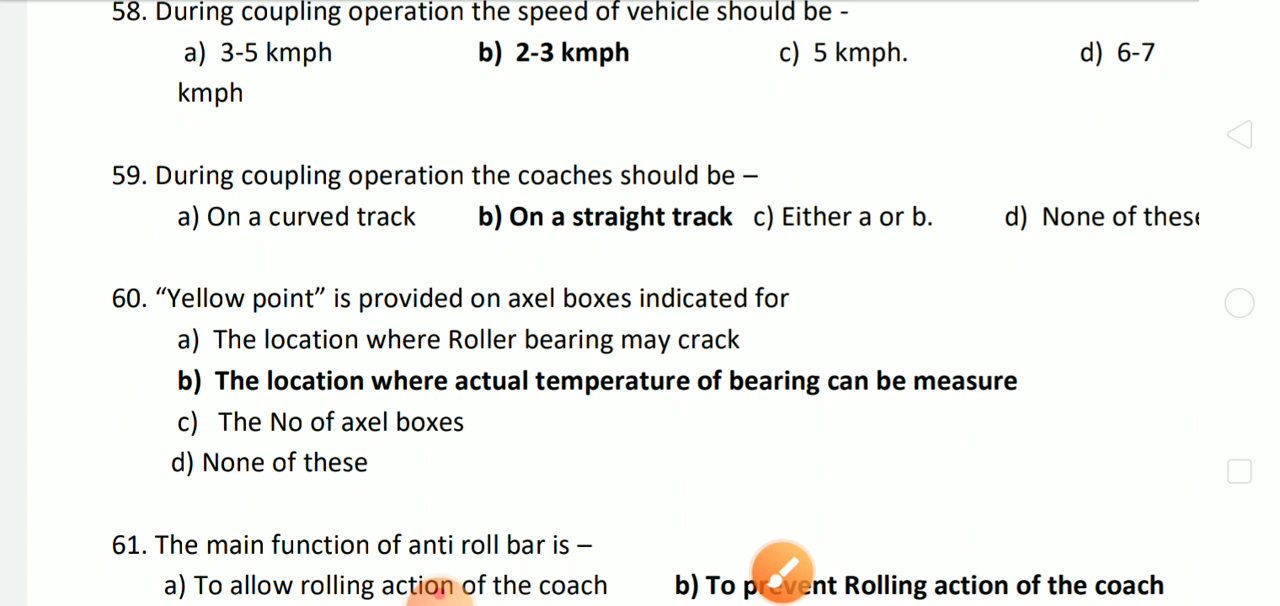 58. During coupling operation the speed of vehicle should be -
a) 3-5 kmph b) 2-3 kmph c) 5 kmph. d) 6-7
kmph
59. During coupling operation the coaches should be –
a) On a curved track b) On a straight track c) Either a or b. d) None of these
60. “Yellow point” is provided on axel boxes indicated for
a) The location where Roller bearing may crack
b) The location where actual temperature of bearing can be measure
c) The No of axel boxes
d) None of these
61. The main function of anti roll bar is –
a) To allow rolling action of the coach b) To prevent Rolling action of the coach